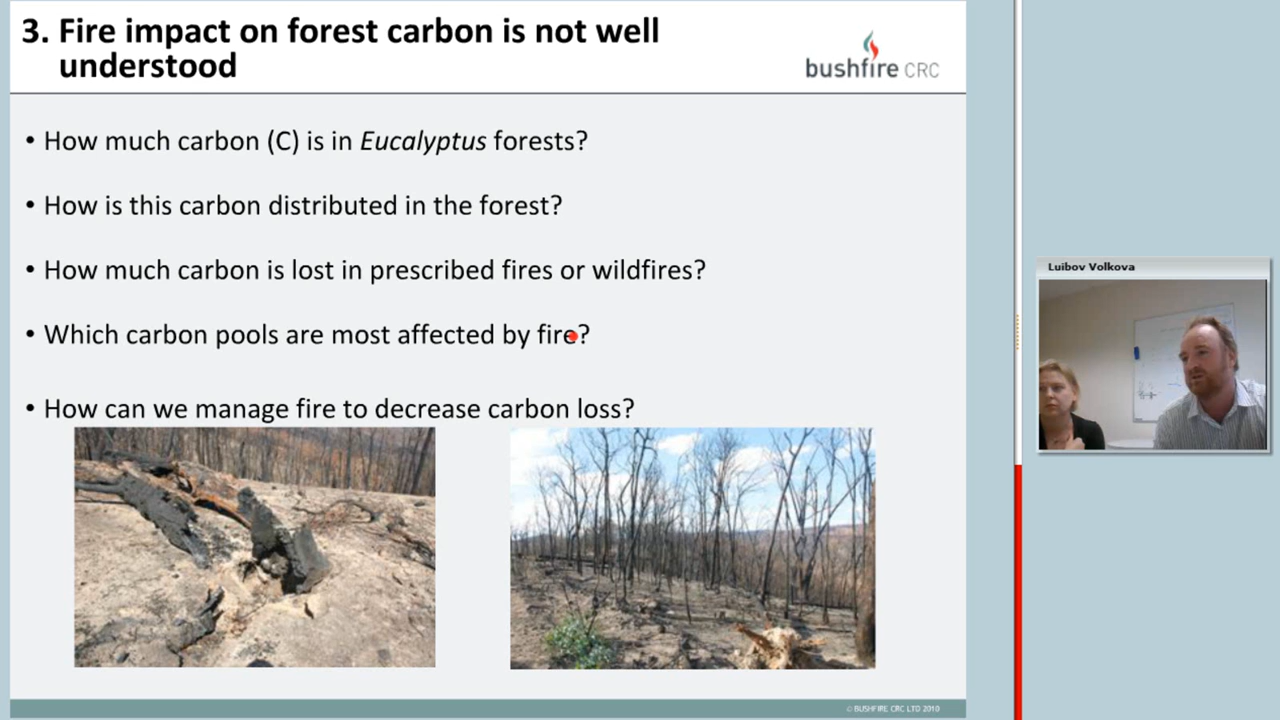 3. Fire impact on forest carbon is not well
understood
bushfire CRC
• How much carbon (C) is in Eucalyptus forests?
• How is this carbon distributed in the forest?
• How much carbon is lost in prescribed fires or wildfires?
• Which carbon pools are most affected by fire?
• How can we manage fire to decrease carbon loss?
Luibov Volkova
© BUSHFIRE CRC LTD 2010